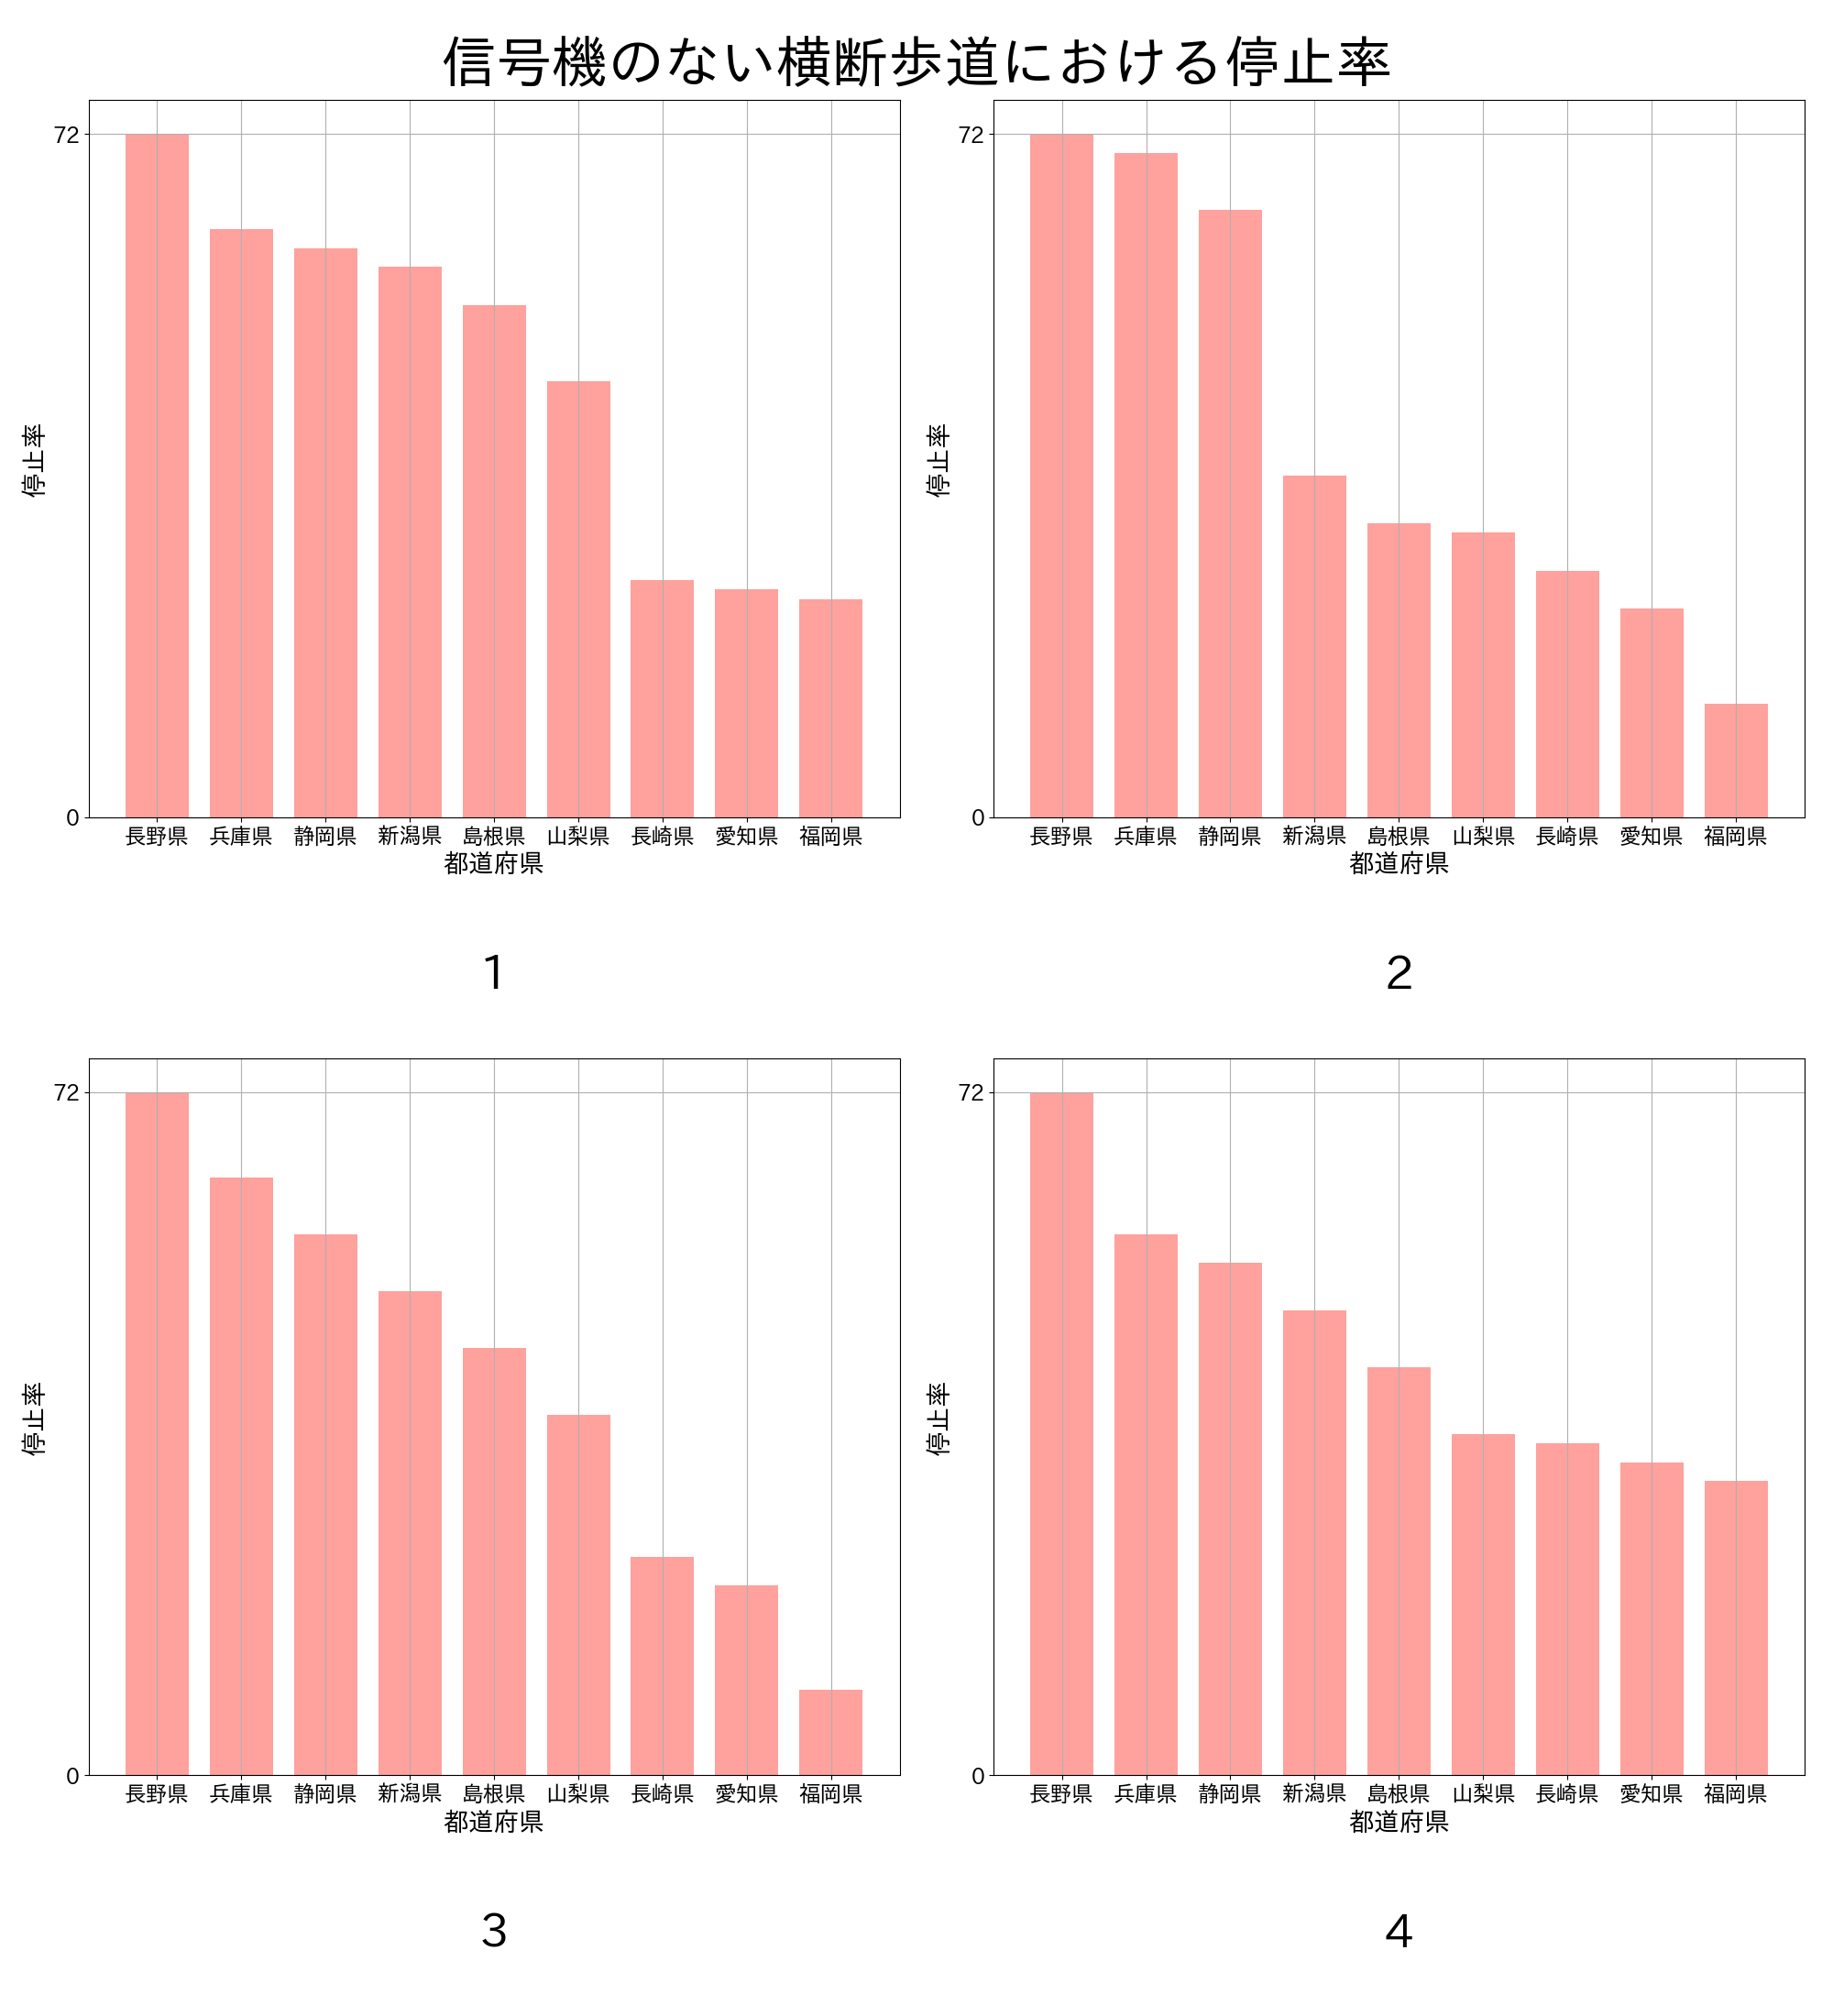 信号機のない横断歩道における停止率
72
停止率
0
長野県 兵庫県 静岡県 新潟県 島根県 山梨県 長崎県 愛知県 福岡県
都道府県
1
72
停止率
0
長野県 兵庫県 静岡県 新潟県 島根県 山梨県 長崎県 愛知県 福岡県
都道府県
2
72
停止率
0
長野県 兵庫県 静岡県 新潟県 島根県 山梨県 長崎県 愛知県 福岡県
都道府県
3
72
停止率
0
長野県 兵庫県 静岡県 新潟県 島根県 山梨県 長崎県 愛知県 福岡県
都道府県
4